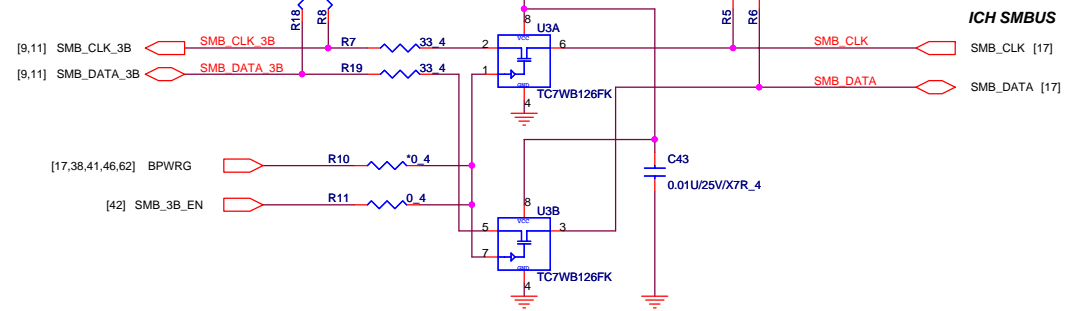 ICH SMBUS
R18
R8
R5
R6
8
U3A
VCC
[9,11] SMB_CLK_3B
SMB_CLK_3B
R7
33_4
2
6
SMB_CLK
SMB_CLK [17]
[9,11] SMB_DATA_3B
SMB_DATA_3B
R19
33_4
1
GND
SMB_DATA
SMB_DATA [17]
TC7WB126FK
4
[17,38,41,46,62] BPWRG
R10
*0_4
C43
0.01U/25V/X7R_4
[42] SMB_3B_EN
R11
0_4
8
U3B
VCC
5
3
7
GND
TC7WB126FK
4